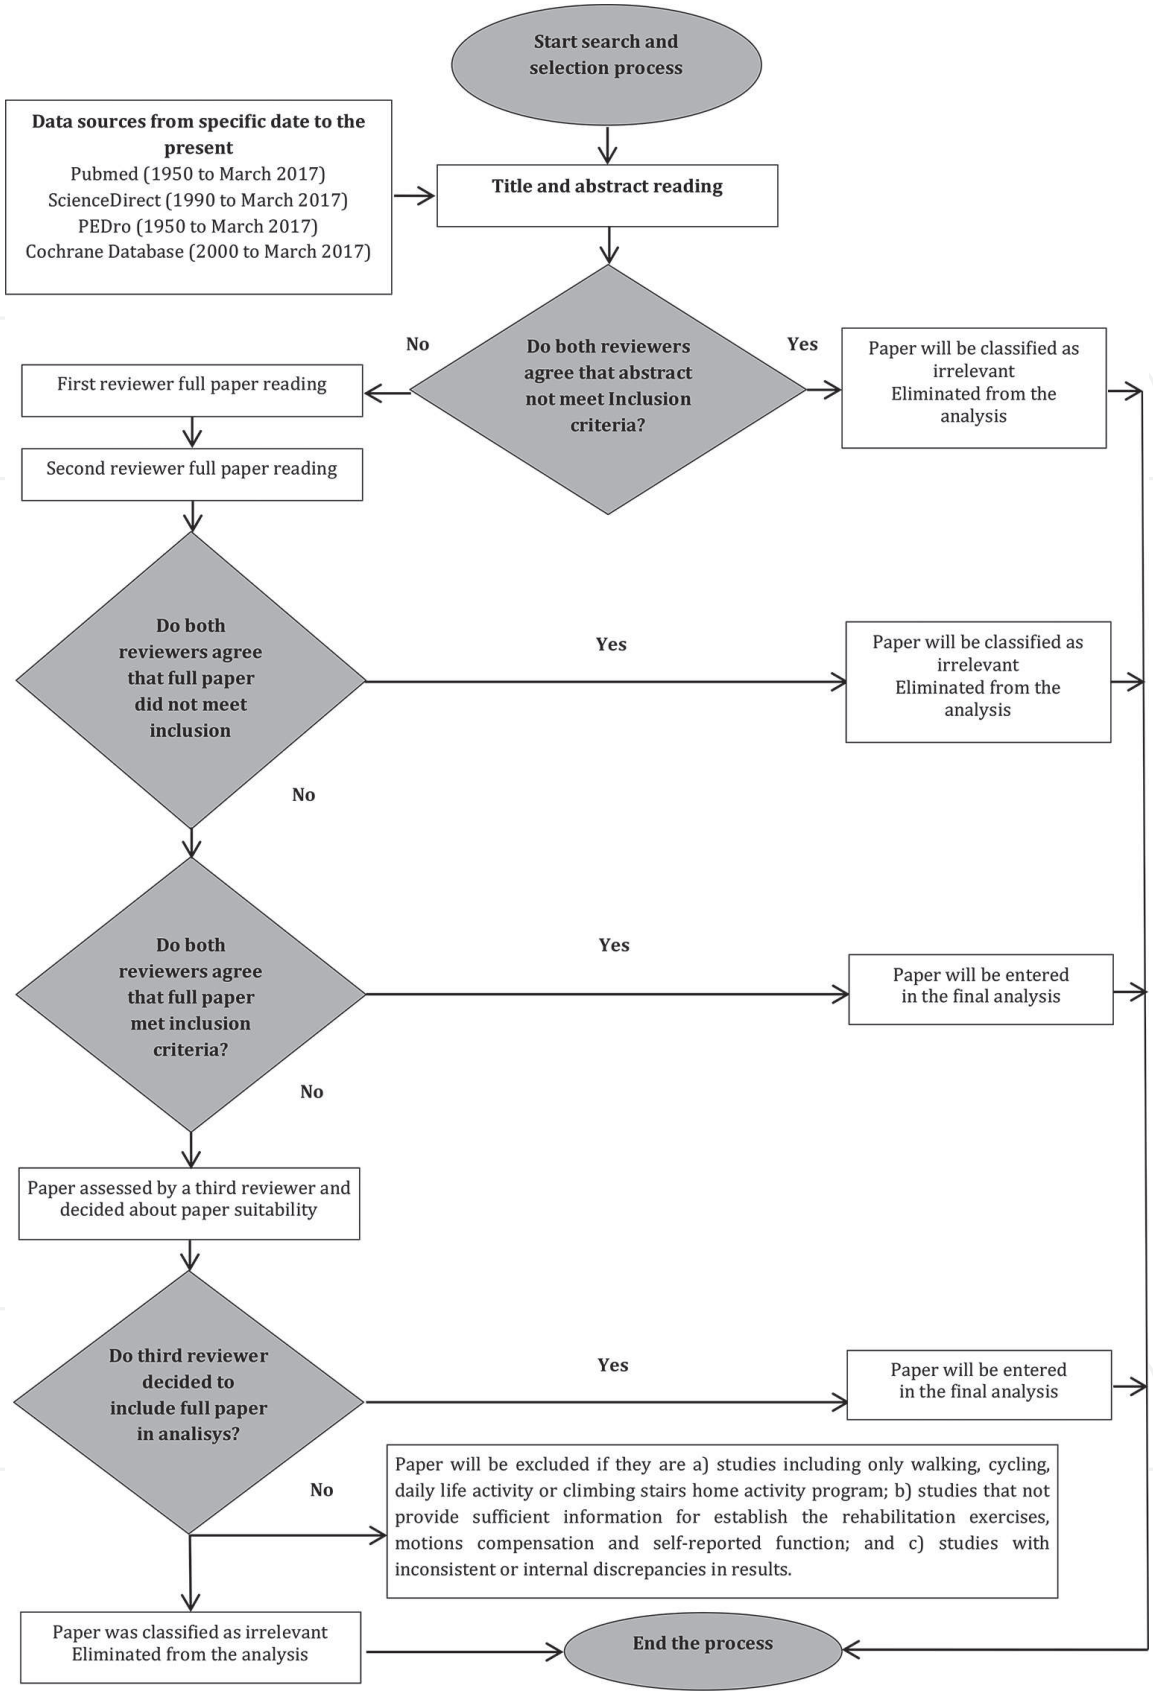 Start search and
selection process
Data sources from specific date to the
present
Pubmed (1950 to March 2017)
ScienceDirect (1990 to March 2017)
PEDro (1950 to March 2017)
Cochrane Database (2000 to March 2017)
Title and abstract reading
Do both reviewers
agree that abstract
not meet Inclusion
criteria?
No
Yes
Paper will be classified as
irrelevant
Eliminated from the
analysis
First reviewer full paper reading
Second reviewer full paper reading
Do both
reviewers agree
that full paper
did not meet
inclusion
Yes
Paper will be classified as
irrelevant
Eliminated from the
analysis
No
Do both
reviewers agree
that full paper
met inclusion
criteria?
Yes
Paper will be entered
in the final analysis
No
Paper assessed by a third reviewer and
decided about paper suitability
Do third reviewer
decided to
include full paper
in analisys?
Yes
Paper will be entered
in the final analysis
No
Paper will be excluded if they are a) studies including only walking, cycling,
daily life activity or climbing stairs home activity program; b) studies that not
provide sufficient information for establish the rehabilitation exercises,
motions compensation and self-reported function; and c) studies with
inconsistent or internal discrepancies in results.
Paper was classified as irrelevant
Eliminated from the analysis
End the process